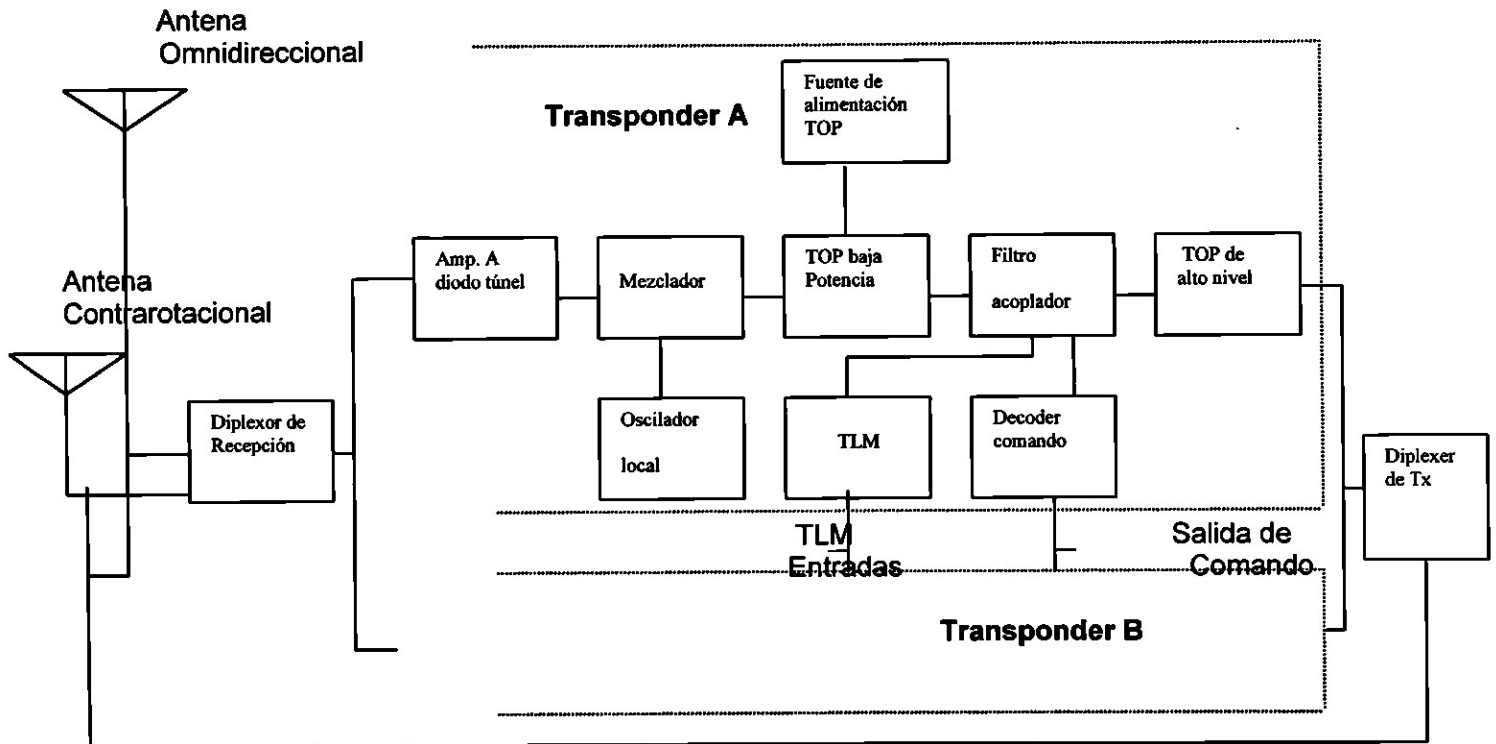 Antena
Omnidireccional
Transponder A
Fuente de
alimentación
TOP
Amp. A
diodo túnel
Mezclador
TOP baja
Potencia
Filtro
acoplador
TOP de
alto nivel
Antena
Contrarotacional
Diplexor de
Recepción
Oscilador
local
TLM
Decoder
comando
Diplexer
de Tx
TLM
Entradas
Salida de
Comando
Transponder B